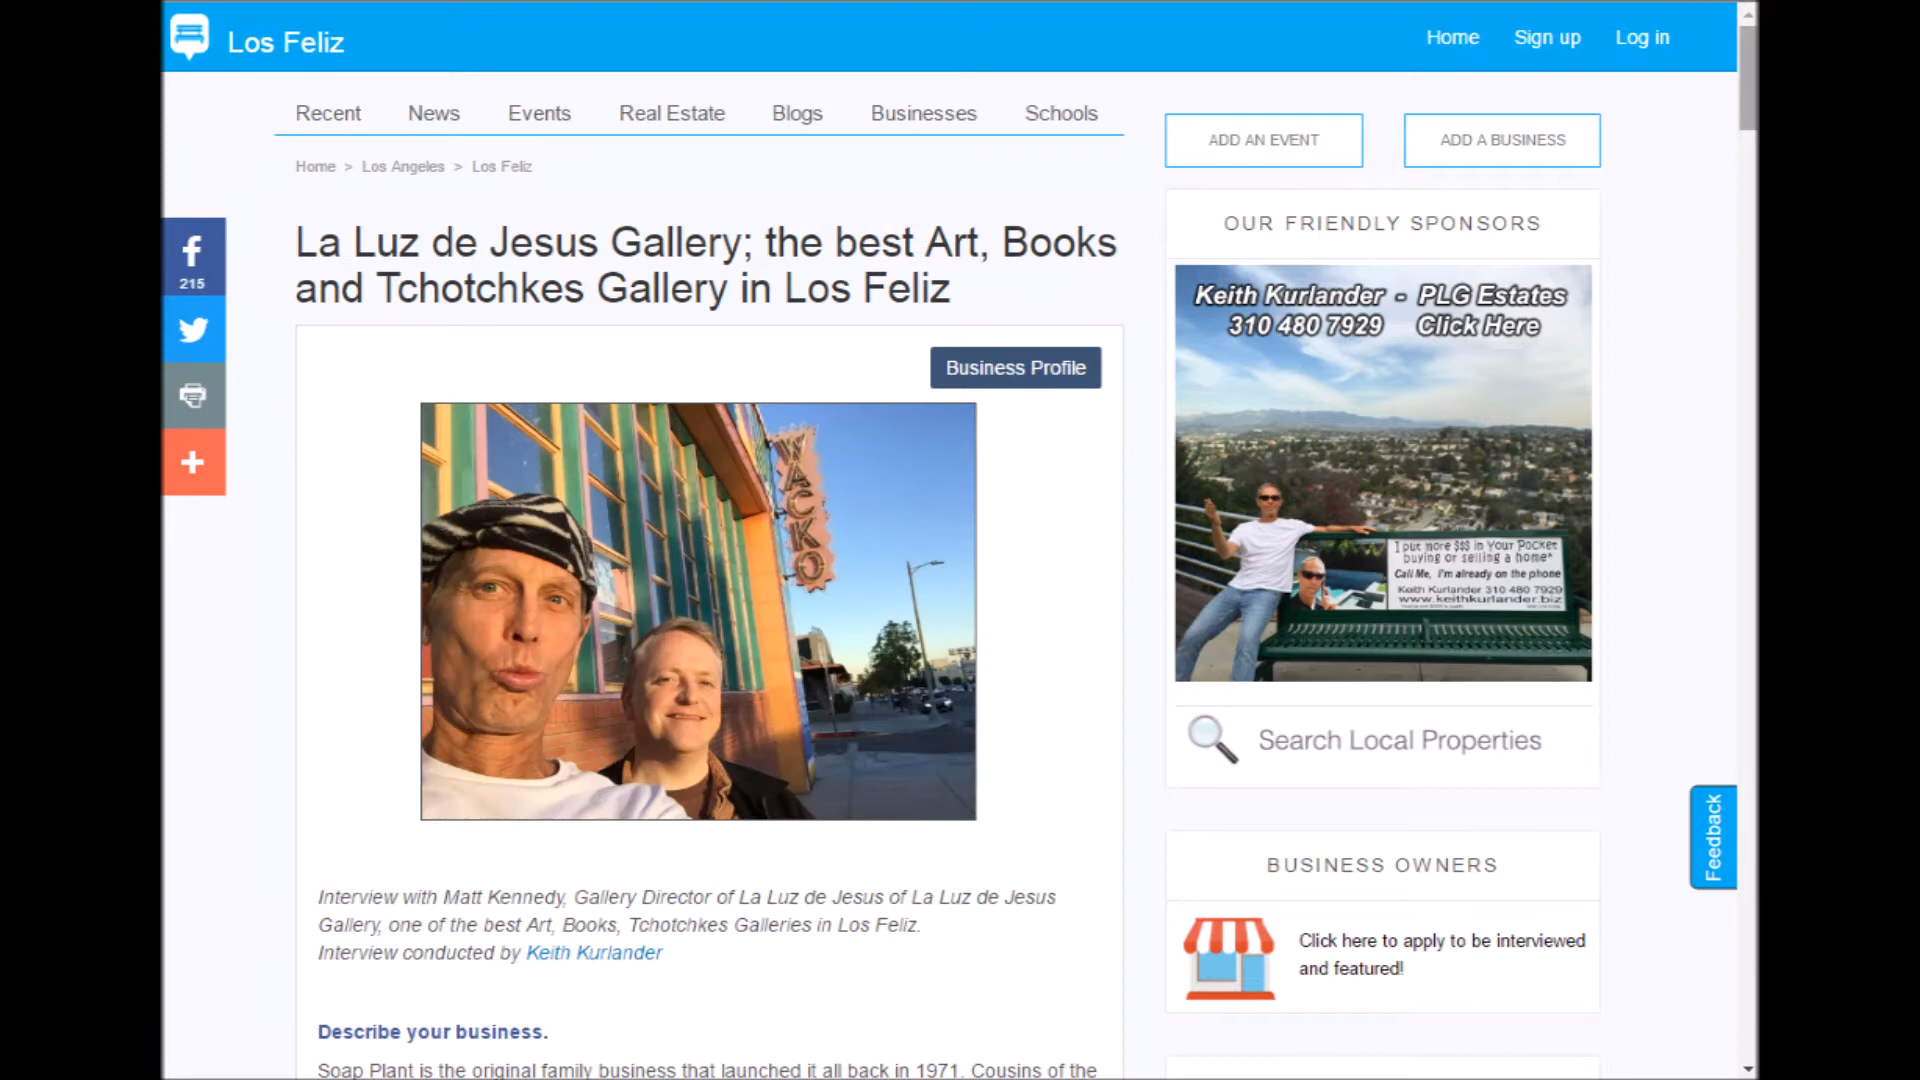 Los Feliz
Home Sign up Log in
Recent News Events Real Estate Blogs Businesses Schools
ADD AN EVENT
ADD A BUSINESS
Home > Los Angeles > Los Feliz
La Luz de Jesus Gallery; the best Art, Books
and Tchotchkes Gallery in Los Feliz
215
Business Profile
WACKO
Interview with Matt Kennedy, Gallery Director of La Luz de Jesus of La Luz de Jesus
Gallery, one of the best Art, Books, Tchotchkes Galleries in Los Feliz.
Interview conducted by Keith Kurlander
Describe your business.
Soap Plant is the original family business that launched it all back in 1971. Cousins of the
OUR FRIENDLY SPONSORS
Keith Kurlander - PLG Estates
310 480 7929 Click Here
I put more $$$ in Your Pocket
buying or selling a home*
Call Me, I'm already on the phone
Keith Kurlander 310 480 7929
www.keithkurlander.biz
Search Local Properties
BUSINESS OWNERS
Click here to apply to be interviewed
and featured!
Feedback